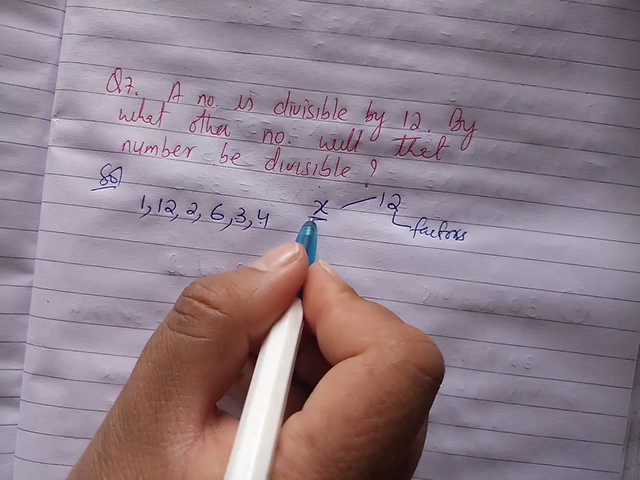 Q7. A no. is divisible by 12. By
what other no. will that
number be divisible?
Sol
1, 12, 2, 6, 3, 4 x 12
factors